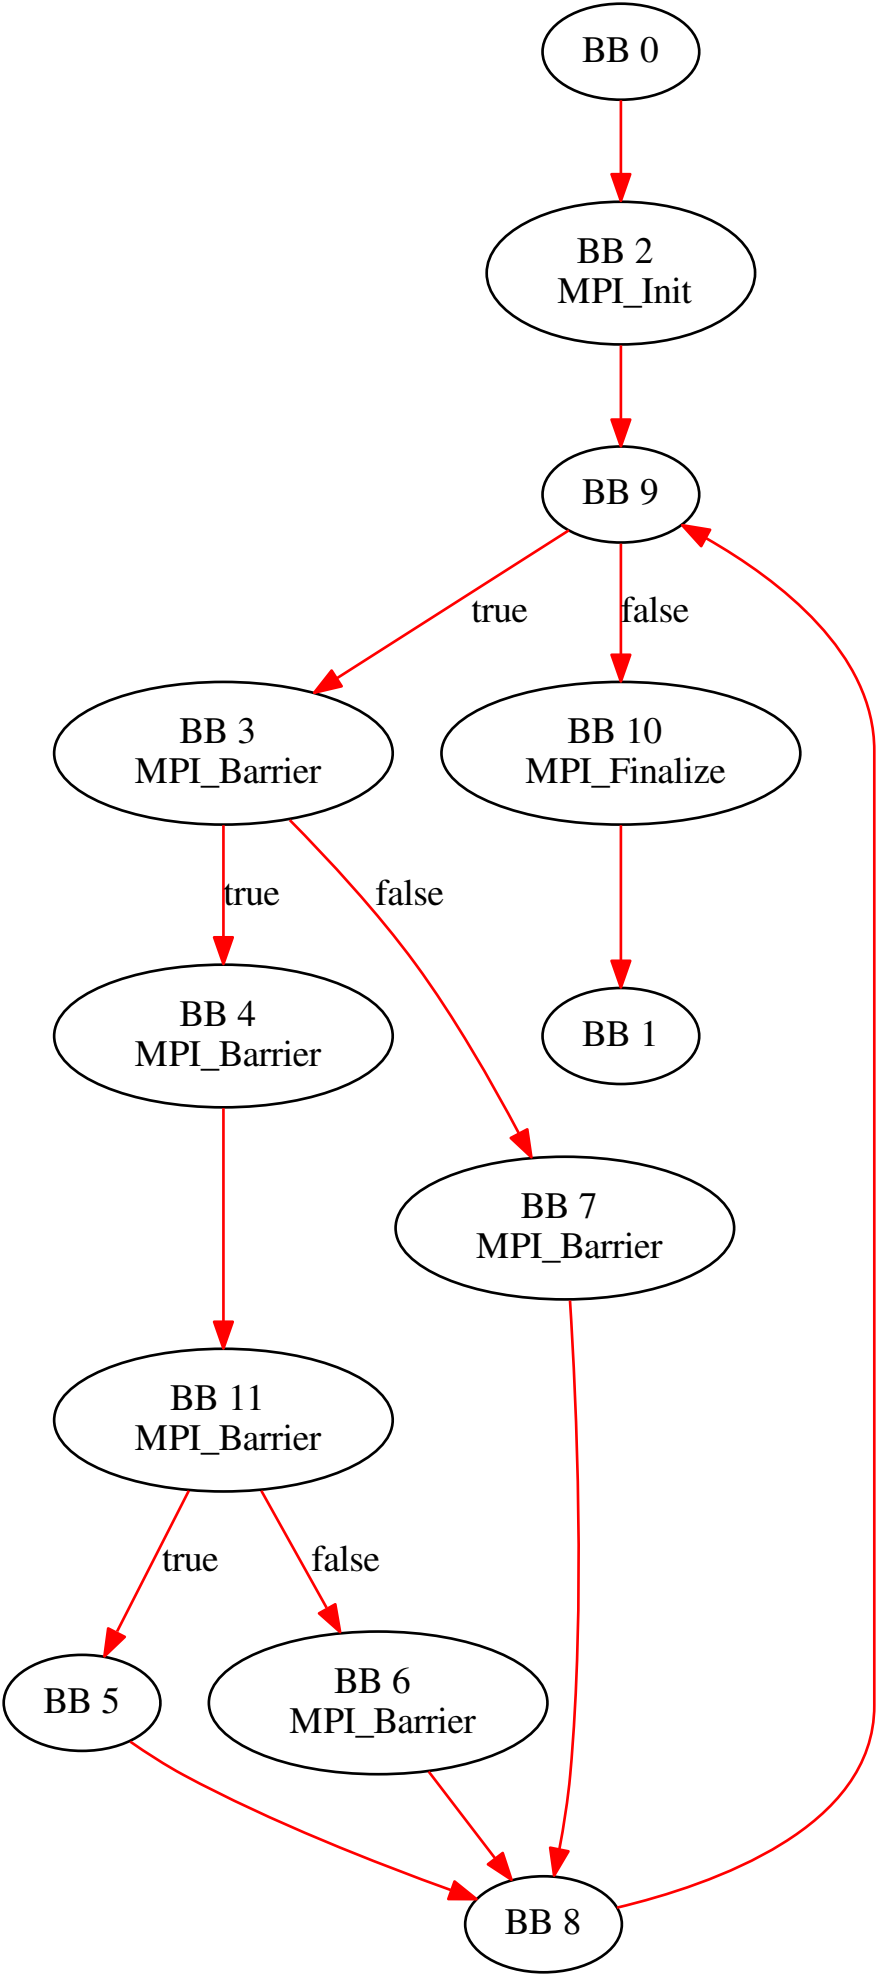 BB 0
BB 2
MPI_Init
BB 9
true
false
BB 3
MPI_Barrier
BB 10
MPI_Finalize
true
false
BB 4
MPI_Barrier
BB 1
BB 7
MPI_Barrier
BB 11
MPI_Barrier
true
false
BB 5
BB 6
MPI_Barrier
BB 8